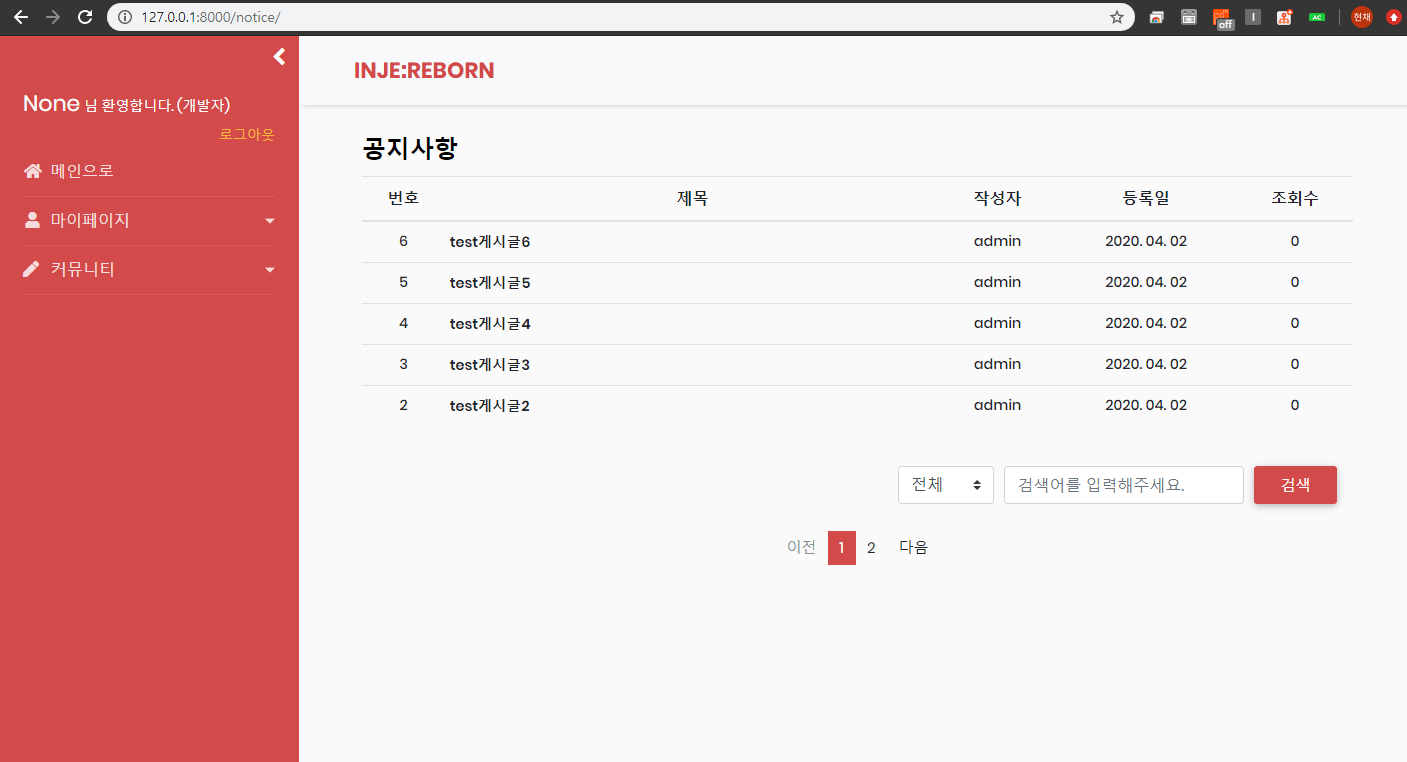 127.0.0.1:8000/notice/
off
I
AC
현채
None 님 환영합니다.(개발자)
로그아웃
메인으로
마이페이지
커뮤니티
INJE:REBORN
공지사항
번호 제목 작성자 등록일 조회수
6 test게시글6 admin 2020. 04. 02 0
5 test게시글5 admin 2020. 04. 02 0
4 test게시글4 admin 2020. 04. 02 0
3 test게시글3 admin 2020. 04. 02 0
2 test게시글2 admin 2020. 04. 02 0
전체 검색어를 입력해주세요. 검색
이전 1 2 다음